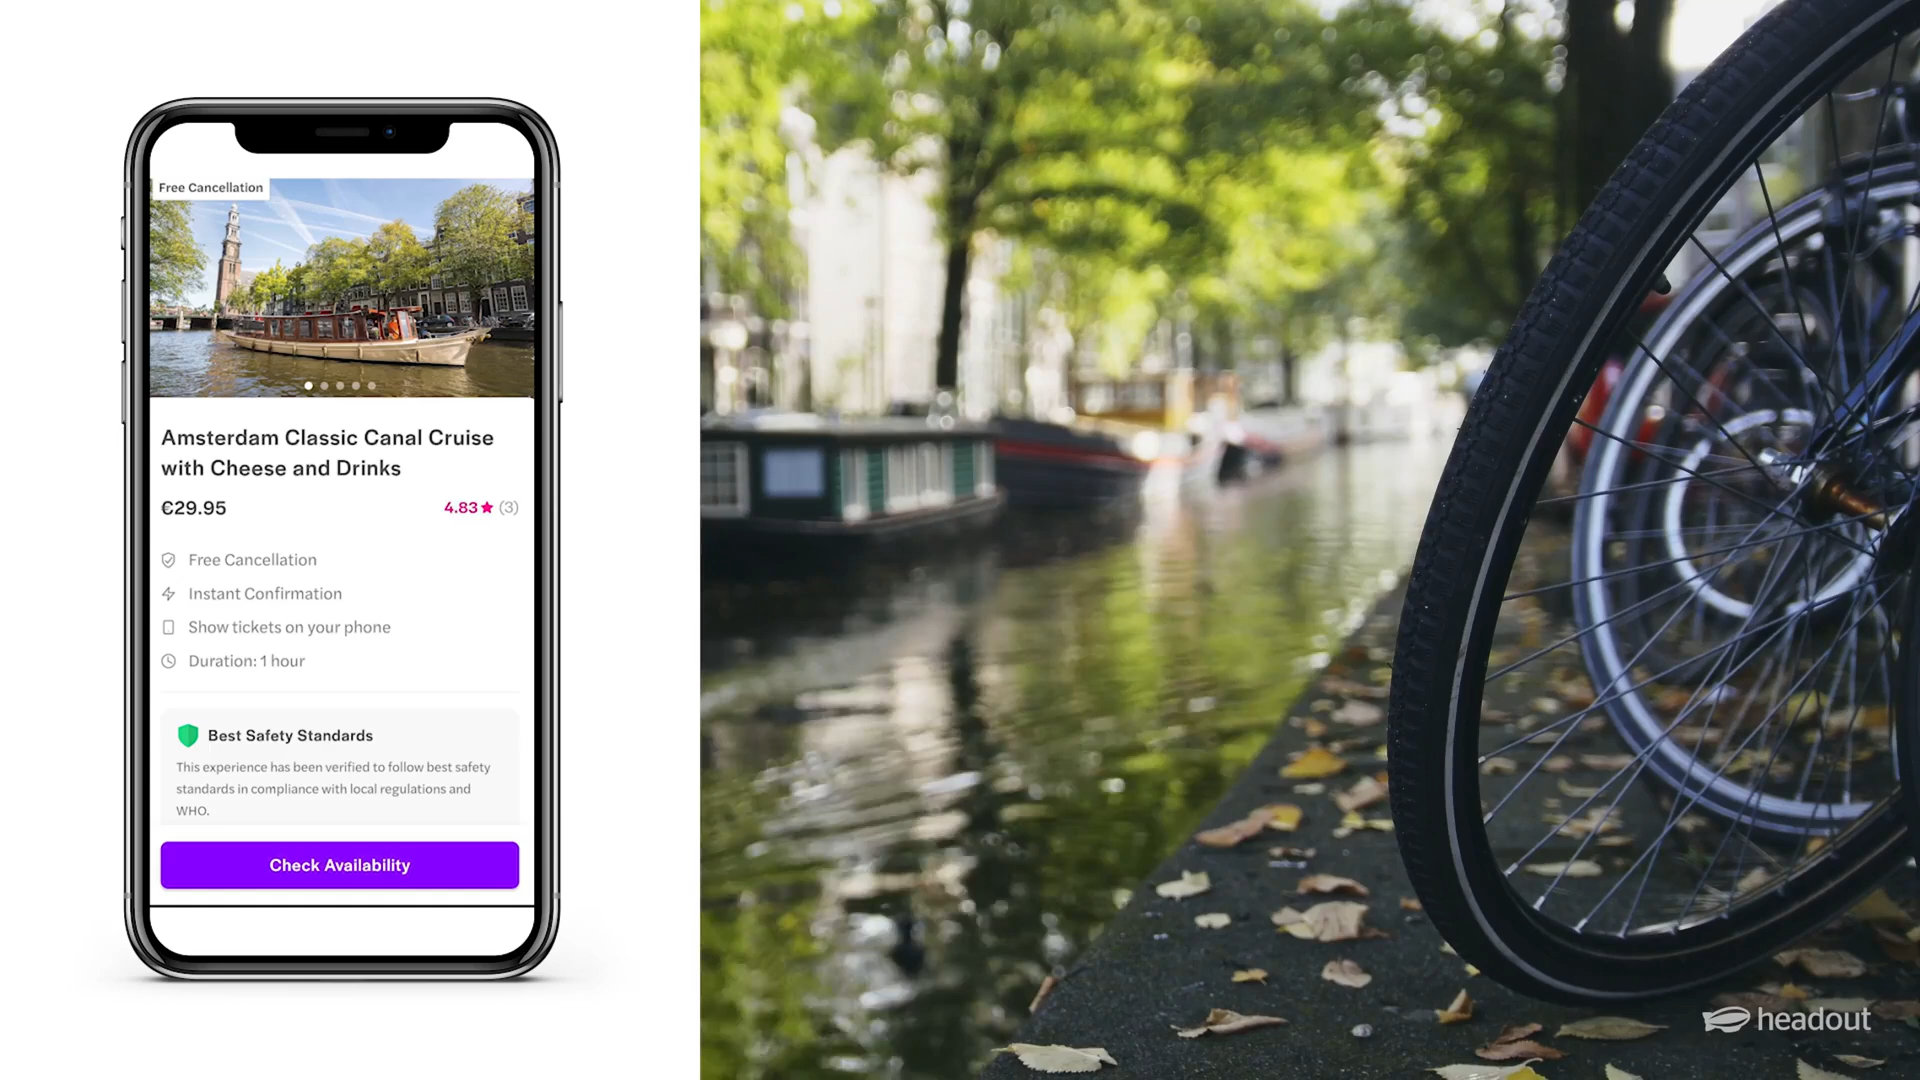 Free Cancellation
Amsterdam Classic Canal Cruise
with Cheese and Drinks
€29.95
4.83★ (3)
Free Cancellation
Instant Confirmation
Show tickets on your phone
Duration: 1 hour
Best Safety Standards
This experience has been verified to follow best safety
standards in compliance with local regulations and
WHO.
Check Availability
headout